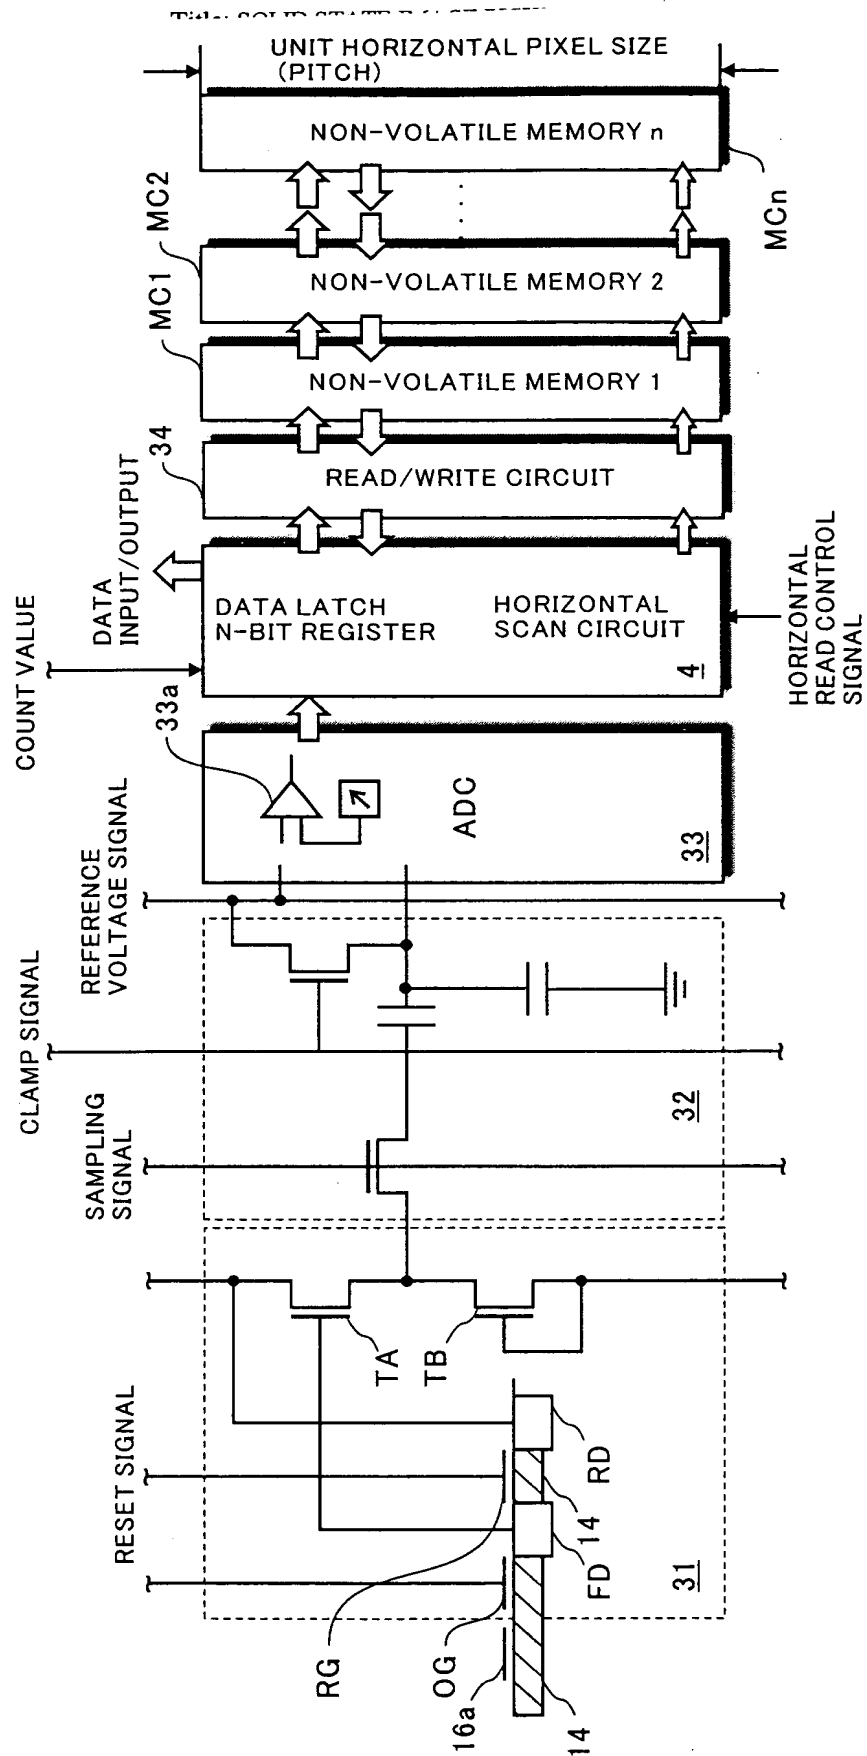 Title: SOLID STATE
UNIT HORIZONTAL PIXEL SIZE
(PITCH)
NON-VOLATILE MEMORY n
MCn
MC2
NON-VOLATILE MEMORY 2
MC1
NON-VOLATILE MEMORY 1
34
READ/WRITE CIRCUIT
DATA
INPUT/OUTPUT
DATA LATCH
N-BIT REGISTER
HORIZONTAL
SCAN CIRCUIT
4
HORIZONTAL
READ CONTROL
SIGNAL
COUNT VALUE
33a
ADC
33
REFERENCE
VOLTAGE SIGNAL
CLAMP SIGNAL
32
SAMPLING
SIGNAL
TA
TB
RESET SIGNAL
RD
14
FD
31
RG
OG
16a
14